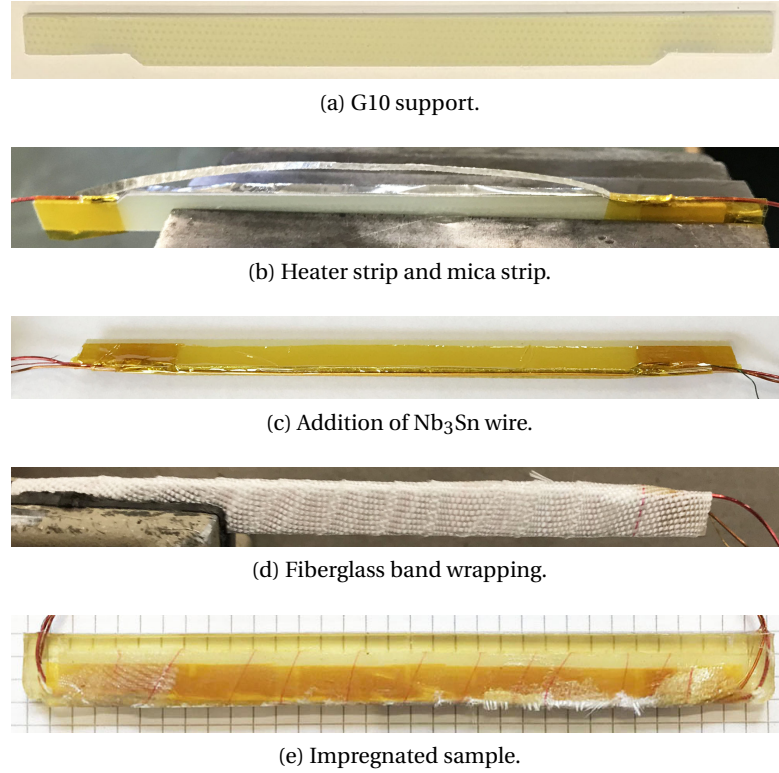 (a) G10 support.
(b) Heater strip and mica strip.
(c) Addition of Nb₃Sn wire.
(d) Fiberglass band wrapping.
(e) Impregnated sample.